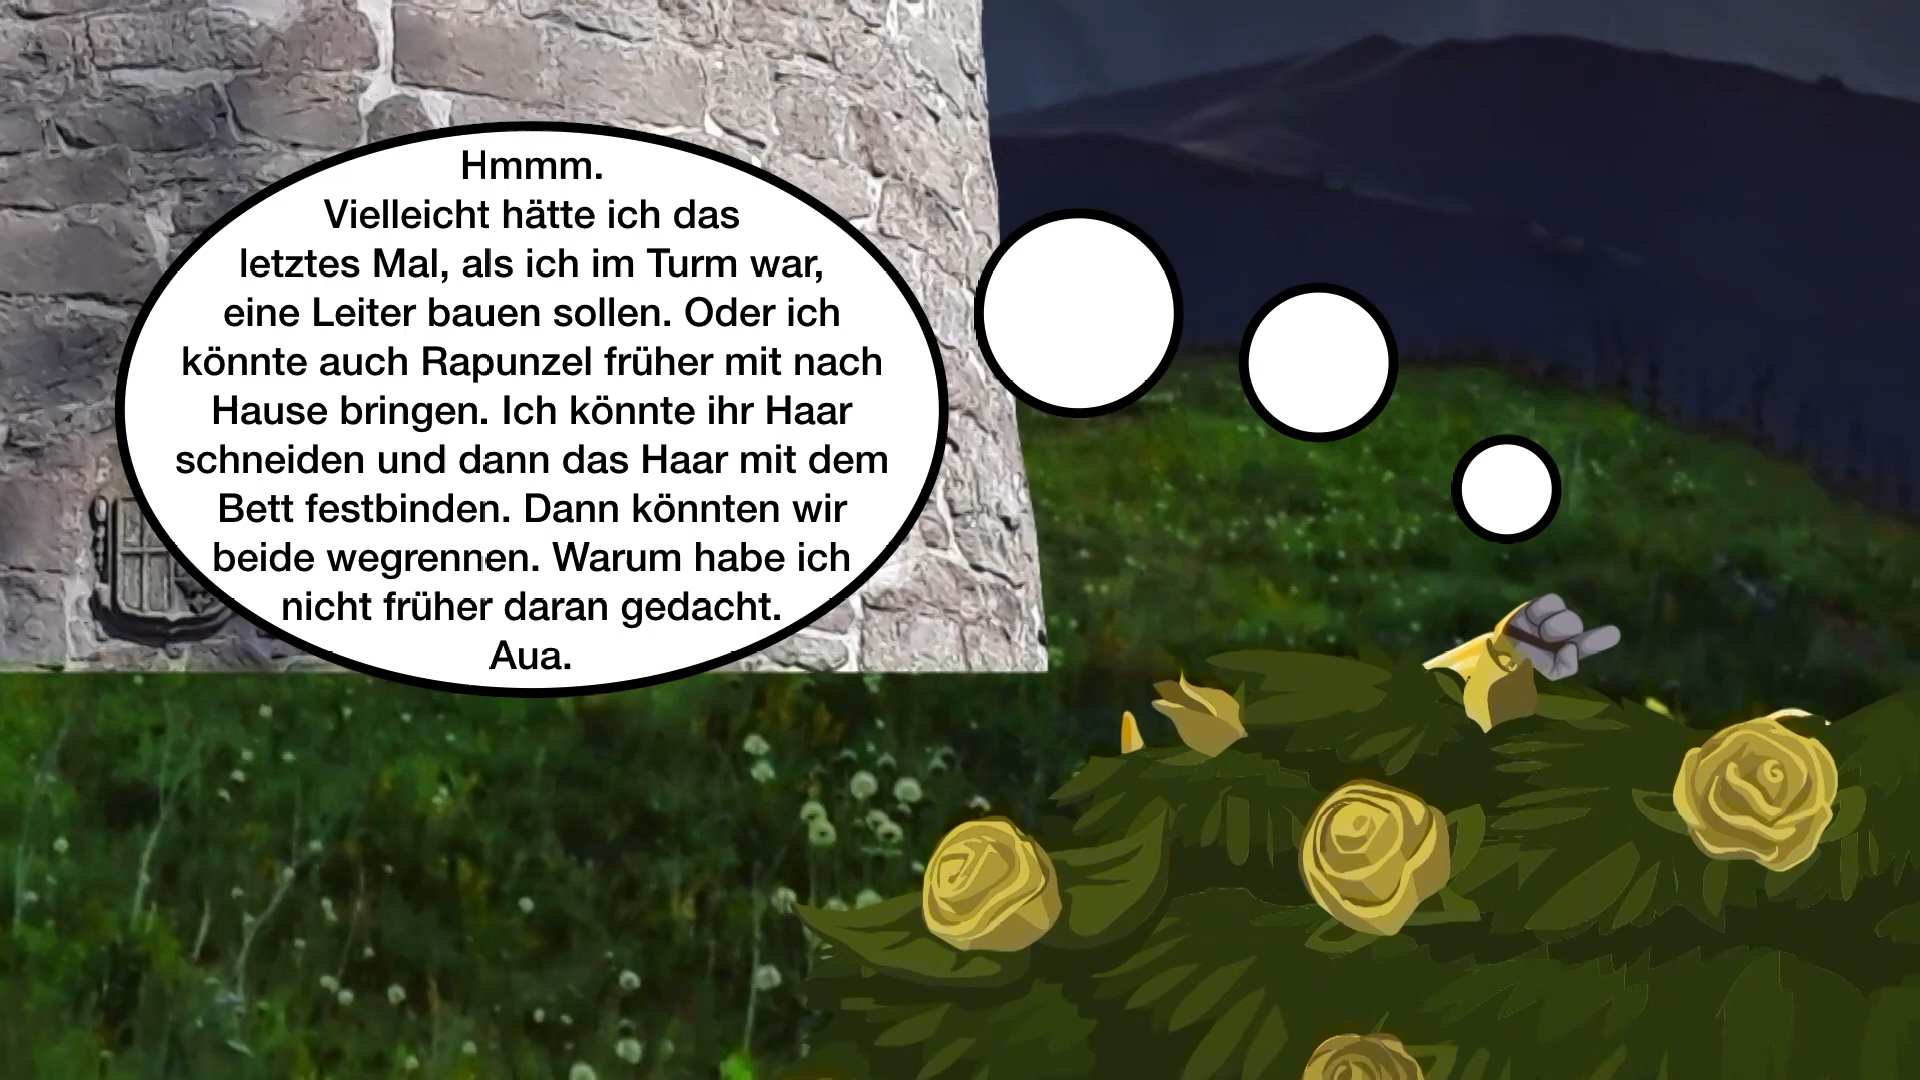 Hmmm.
Vielleicht hätte ich das
letztes Mal, als ich im Turm war,
eine Leiter bauen sollen. Oder ich
könnte auch Rapunzel früher mit nach
Hause bringen. Ich könnte ihr Haar
schneiden und dann das Haar mit dem
Bett festbinden. Dann könnten wir
beide wegrennen. Warum habe ich
nicht früher daran gedacht.
Aua.